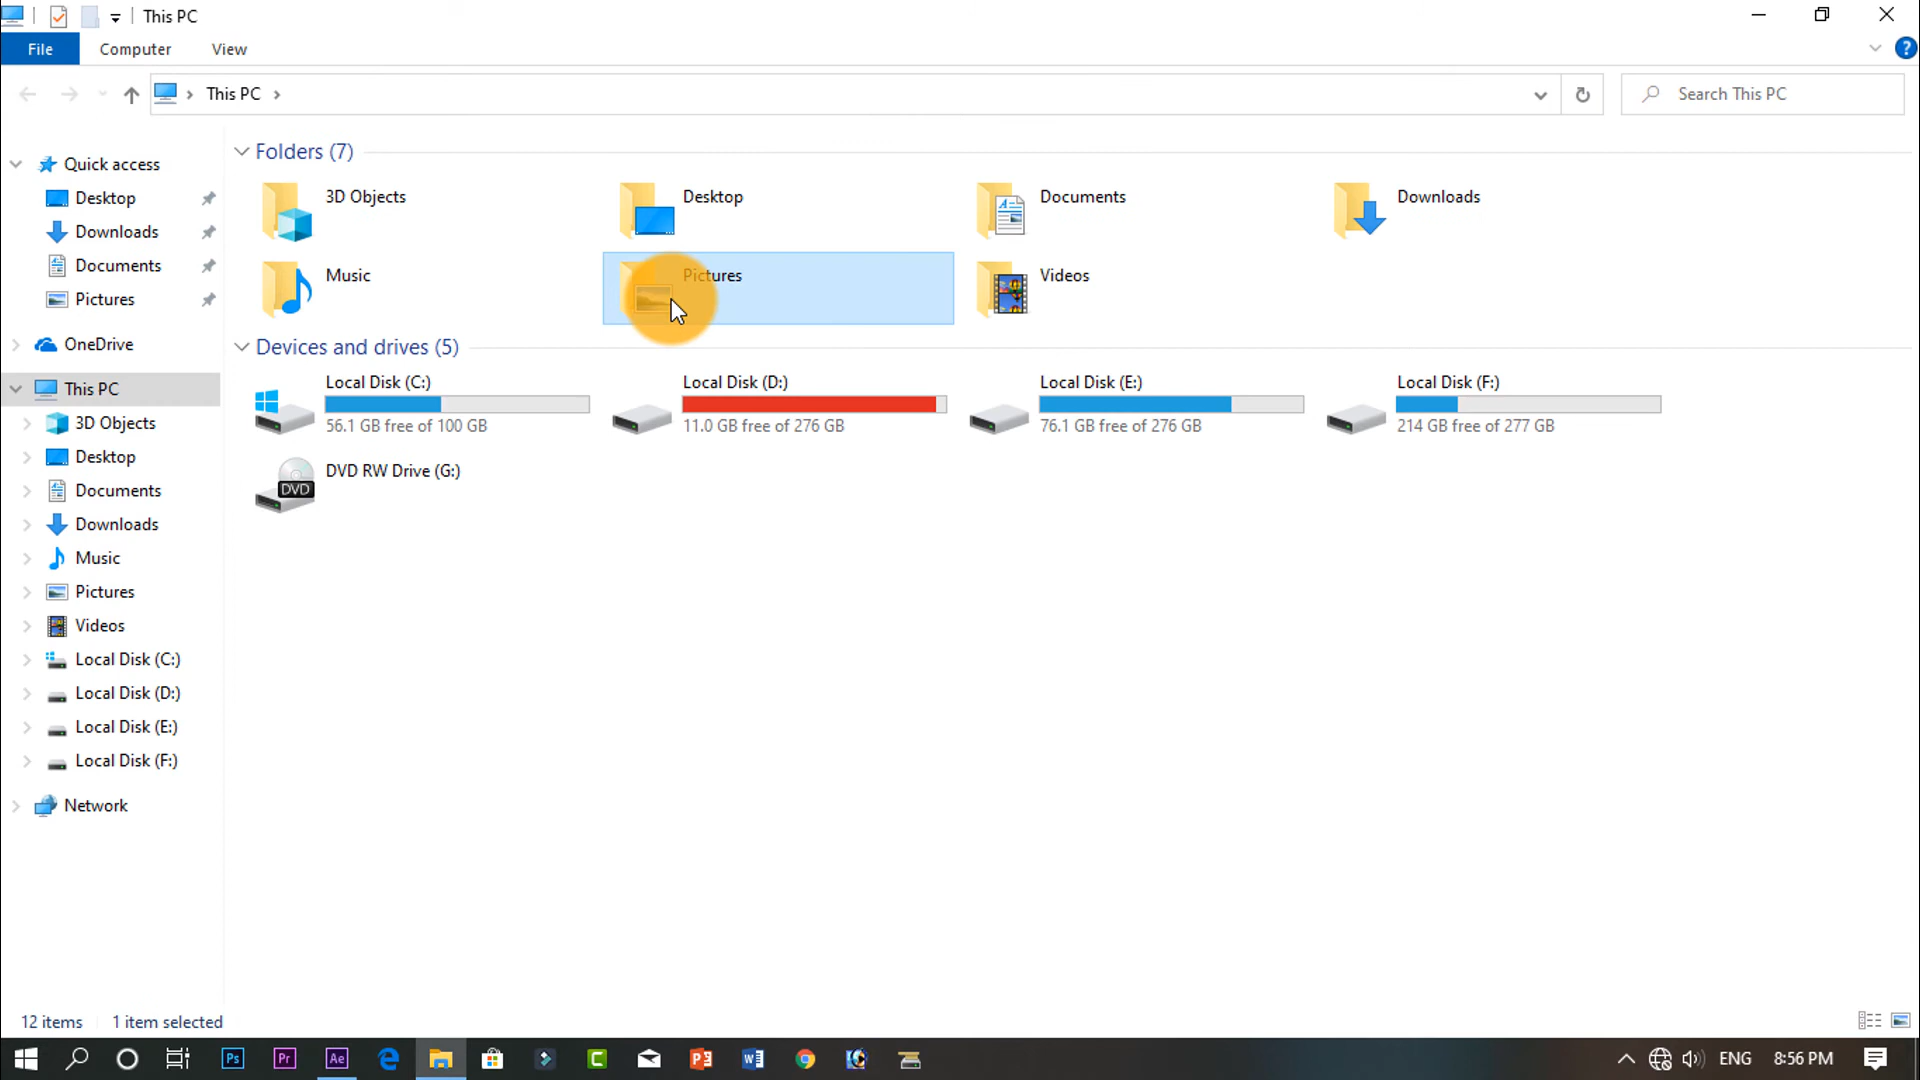 This PC
File Computer View
This PC
Search This PC
Quick access
Desktop
Downloads
Documents
Pictures
OneDrive
This PC
3D Objects
Desktop
Documents
Downloads
Music
Pictures
Videos
Local Disk (C:)
Local Disk (D:)
Local Disk (E:)
Local Disk (F:)
Network
Folders (7)
3D Objects
Desktop
Documents
Downloads
Music
Pictures
Videos
Devices and drives (5)
Local Disk (C:)
56.1 GB free of 100 GB
Local Disk (D:)
11.0 GB free of 276 GB
Local Disk (E:)
76.1 GB free of 276 GB
Local Disk (F:)
214 GB free of 277 GB
DVD
DVD RW Drive (G:)
12 items 1 item selected
Ps Pr Ae
ENG 8:56 PM